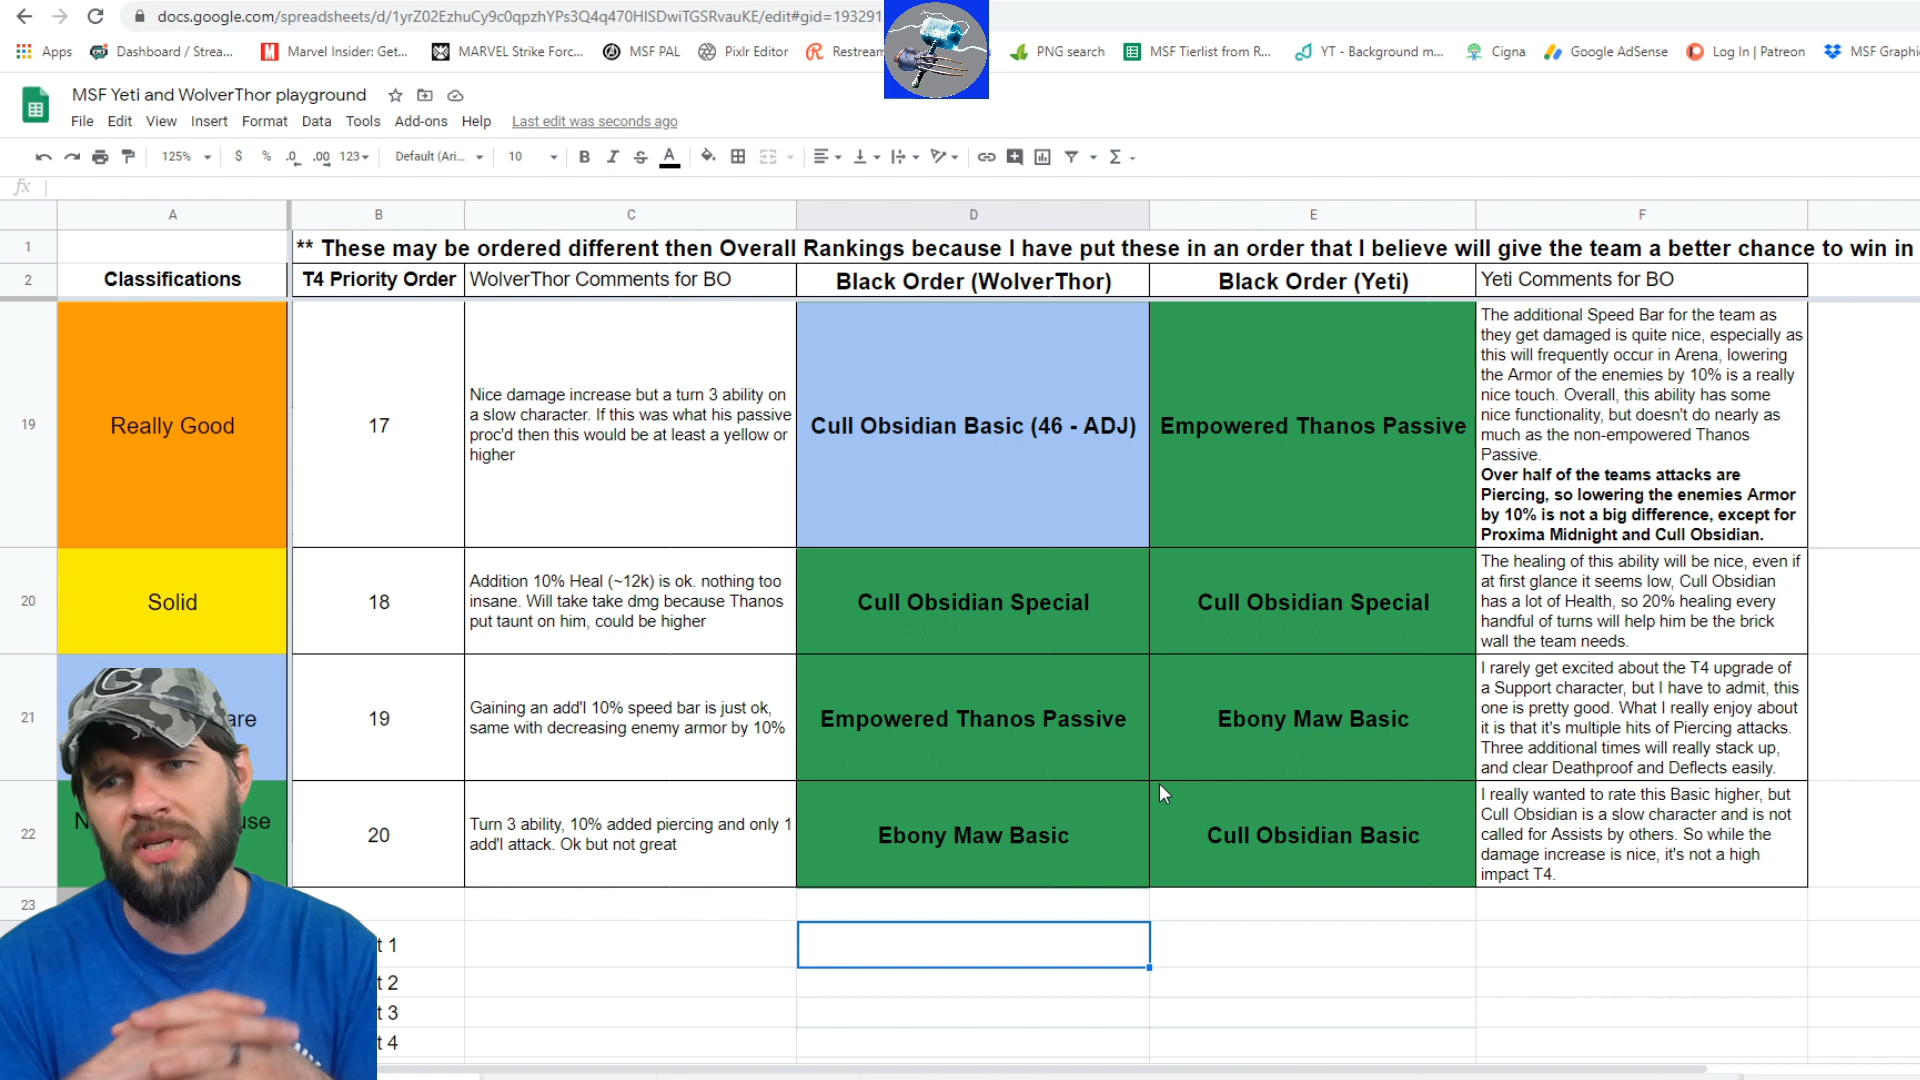 docs.google.com/spreadsheets/d/1yrZ02EzhuCy9c0qpzhYPs3Q4q470HISDwiTGSRvauKE/edit#gid=193291
Apps
Dashboard / Strea...
Marvel Insider: Get...
MARVEL Strike Forc...
MSF PAL
Pixlr Editor
Restream
PNG search
MSF Tierlist from R...
YT - Background m...
Cigna
Google AdSense
Log In | Patreon
MSF Graphi
MSF Yeti and WolverThor playground
File Edit View Insert Format Data Tools Add-ons Help Last edit was seconds ago
125% $ % .0 .00 123 Default (Ari... 10 B I S A
fx
A B C D E F
1
** These may be ordered different then Overall Rankings because I have put these in an order that I believe will give the team a better chance to win in
2
Classifications
T4 Priority Order
WolverThor Comments for BO
Black Order (WolverThor)
Black Order (Yeti)
Yeti Comments for BO
19
Really Good
17
Nice damage increase but a turn 3 ability on
a slow character. If this was what his passive
proc'd then this would be at least a yellow or
higher
Cull Obsidian Basic (46 - ADJ)
Empowered Thanos Passive
The additional Speed Bar for the team as
they get damaged is quite nice, especially as
this will frequently occur in Arena, lowering
the Armor of the enemies by 10% is a really
nice touch. Overall, this ability has some
nice functionality, but doesn't do nearly as
much as the non-empowered Thanos
Passive.
Over half of the teams attacks are
Piercing, so lowering the enemies Armor
by 10% is not a big difference, except for
Proxima Midnight and Cull Obsidian.
20
Solid
18
Addition 10% Heal (~12k) is ok. nothing too
insane. Will take take dmg because Thanos
put taunt on him, could be higher
Cull Obsidian Special
Cull Obsidian Special
The healing of this ability will be nice, even if
at first glance it seems low, Cull Obsidian
has a lot of Health, so 20% healing every
handful of turns will help him be the brick
wall the team needs.
21
are
19
Gaining an add'l 10% speed bar is just ok,
same with decreasing enemy armor by 10%
Empowered Thanos Passive
Ebony Maw Basic
I rarely get excited about the T4 upgrade of
a Support character, but I have to admit, this
one is pretty good. What I really enjoy about
it is that it's multiple hits of Piercing attacks.
Three additional times will really stack up,
and clear Deathproof and Deflects easily.
22
N use
20
Turn 3 ability, 10% added piercing and only 1
add'l attack. Ok but not great
Ebony Maw Basic
Cull Obsidian Basic
I really wanted to rate this Basic higher, but
Cull Obsidian is a slow character and is not
called for Assists by others. So while the
damage increase is nice, it's not a high
impact T4.
23
t 1
t 2
t 3
t 4
C